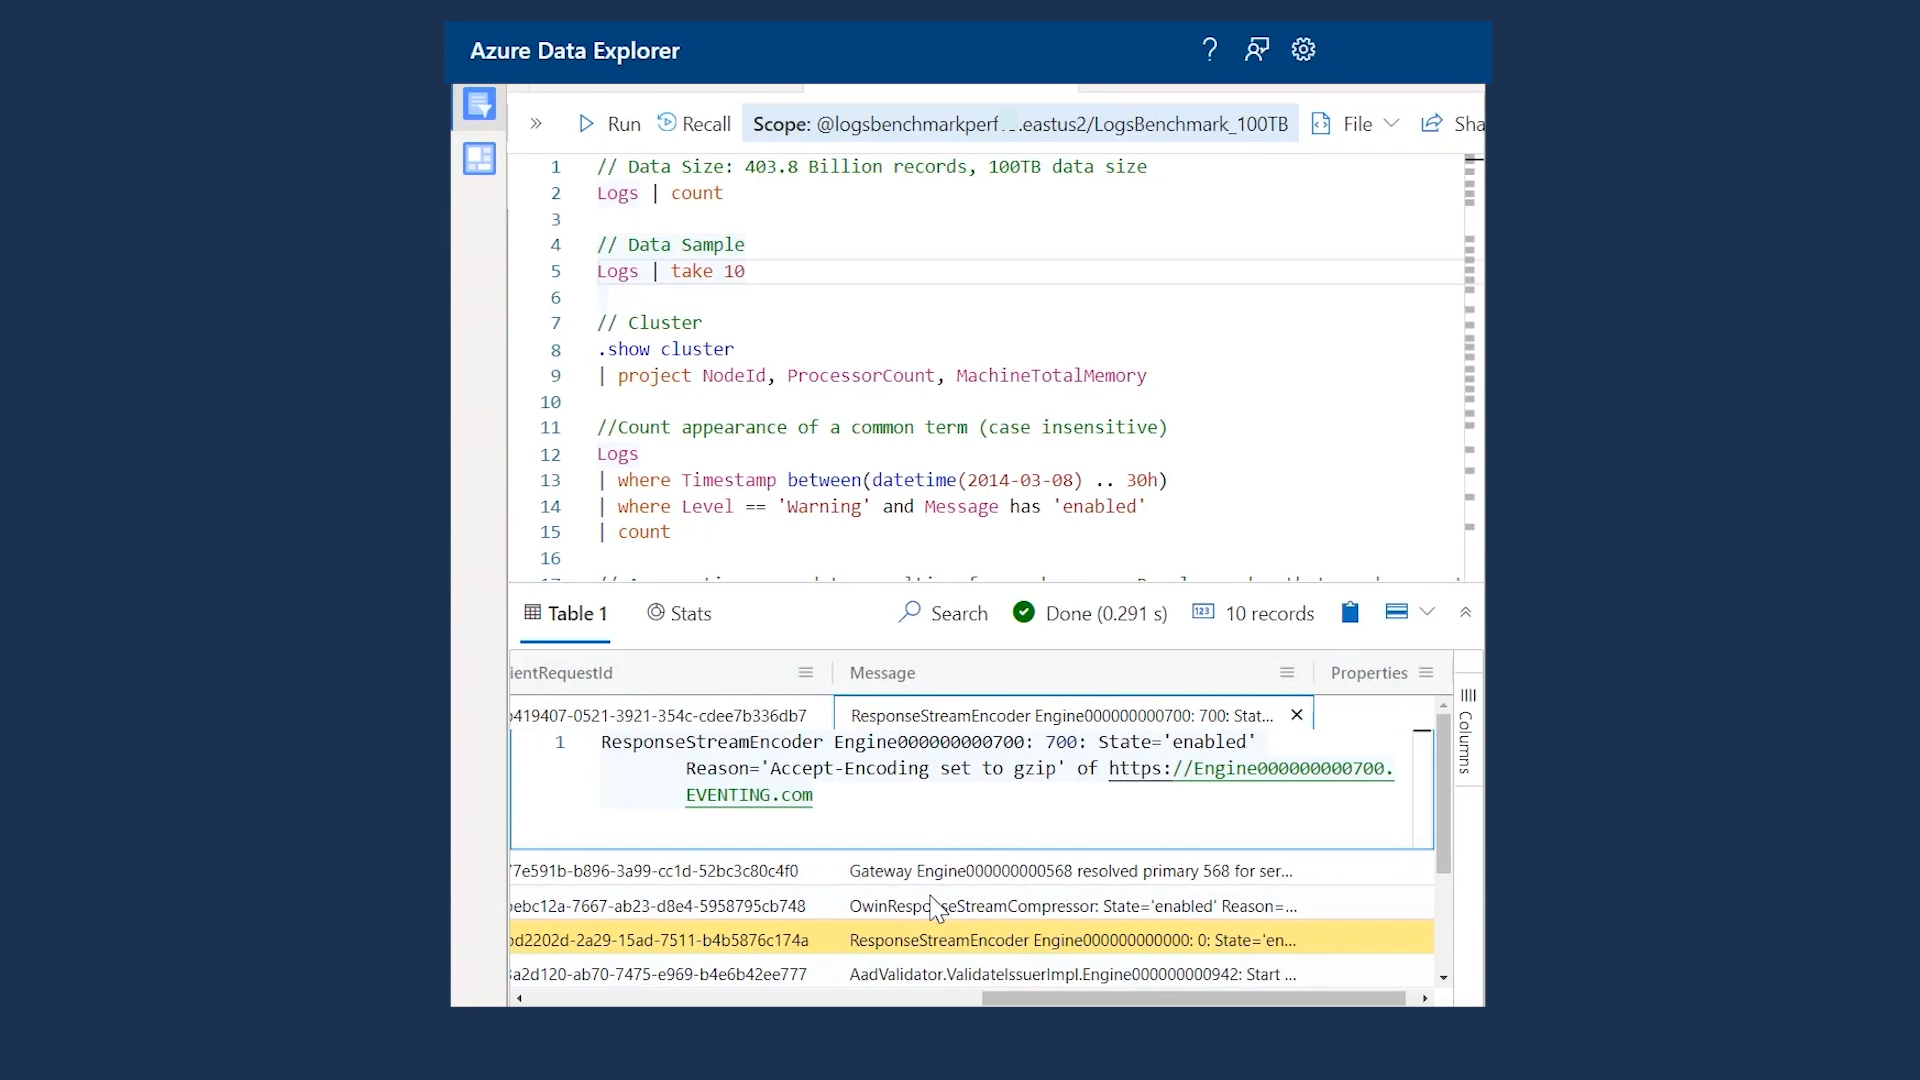 Azure Data Explorer
Run Recall Scope: @logsbenchmarkperf...eastus2/LogsBenchmark_100TB File Sha
1 // Data Size: 403.8 Billion records, 100TB data size
2 Logs | count
3
4 // Data Sample
5 Logs | take 10
6
7 // Cluster
8 .show cluster
9 | project NodeId, ProcessorCount, MachineTotalMemory
10
11 //Count appearance of a common term (case insensitive)
12 Logs
13 | where Timestamp between(datetime(2014-03-08) .. 30h)
14 | where Level == 'Warning' and Message has 'enabled'
15 | count
16
Table 1 Stats Search Done (0.291 s) 123 10 records
ientRequestId Message Properties
419407-0521-3921-354c-cdee7b336db7 ResponseStreamEncoder Engine000000000700: 700: Stat...
Columns
1 ResponseStreamEncoder Engine000000000700: 700: State='enabled'
Reason='Accept-Encoding set to gzip' of https://Engine000000000700.
EVENTING.com
7e591b-b896-3a99-cc1d-52bc3c80c4f0 Gateway Engine000000000568 resolved primary 568 for ser...
ebc12a-7667-ab23-d8e4-5958795cb748 OwinResponseStreamCompressor: State='enabled' Reason=...
d2202d-2a29-15ad-7511-b4b5876c174a ResponseStreamEncoder Engine000000000000: 0: State='en...
a2d120-ab70-7475-e969-b4e6b42ee777 AadValidator.ValidateIssuerImpl.Engine000000000942: Start ...